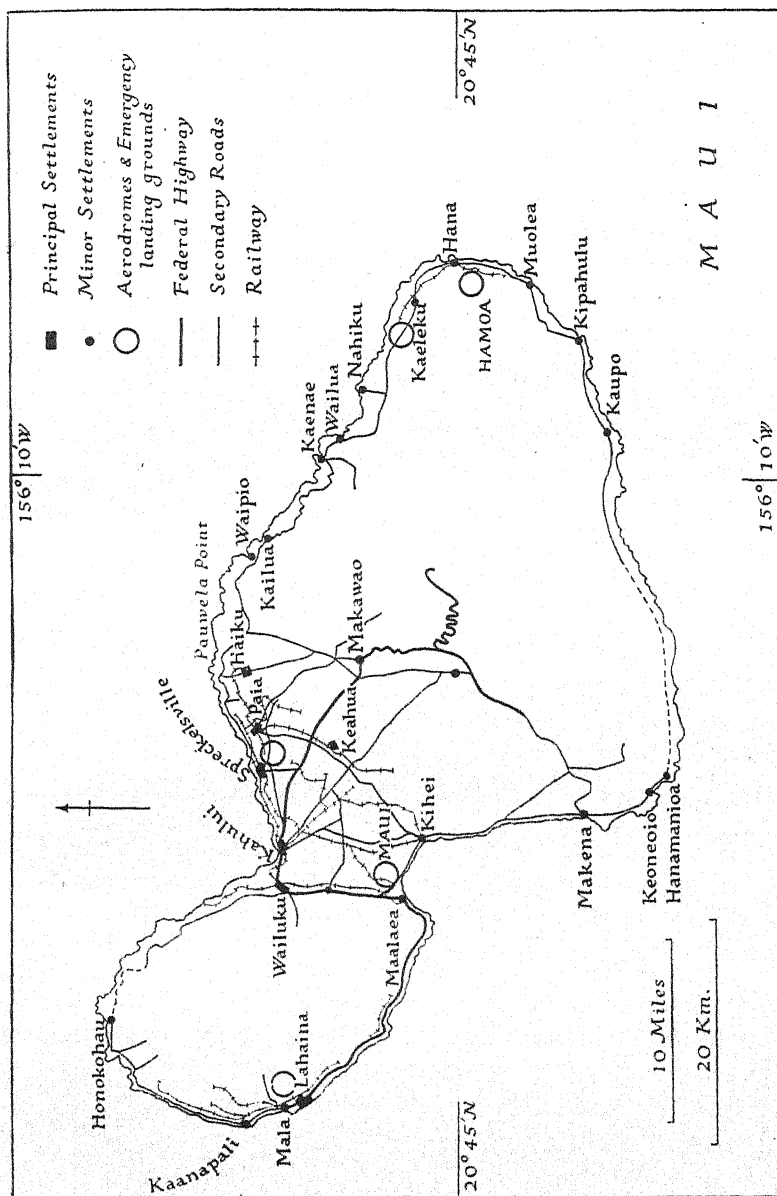 156° 10′W
20° 45′N
Principal Settlements
Minor Settlements
Aerodromes & Emergency
landing grounds
Federal Highway
Secondary Roads
Railway
MAUI
Honokohau
Kaanapali
Mala
Lahaina
Wailuku
Kahului
Spreckelsville
Paia
Haiku
Pauwela Point
Waipio
Kailua
Kaenae
Wailua
Nahiku
Kaeleku
Hana
HAMOA
Muolea
Kipahulu
Kaupo
Makawao
Keahua
MAUI
Maalaea
Kihei
Makena
Keoneoio
Hanamanioa
10 Miles
20 Km.
20° 45′N
156° 10′W